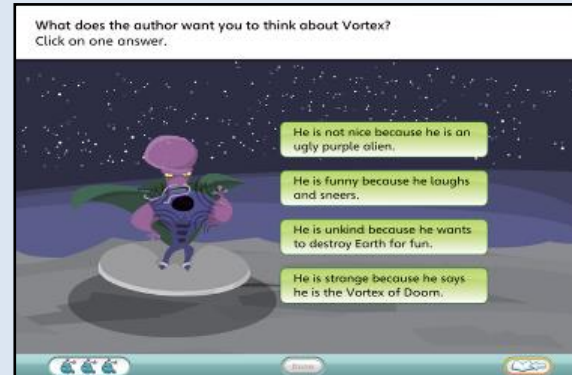 What does the author want you to think about Vortex?
Click on one answer.
He is not nice because he is an
ugly purple alien.
He is funny because he laughs
and sneers.
He is unkind because he wants
to destroy Earth for fun.
He is strange because he says
he is the Vortex of Doom.